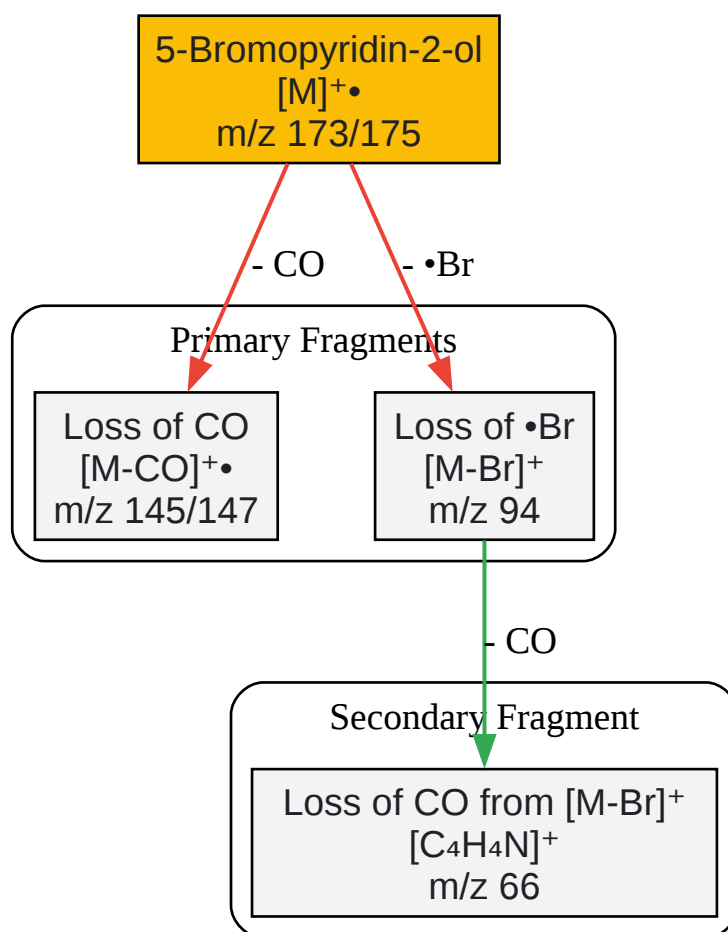 5-Bromopyridin-2-ol
[M]⁺•
m/z 173/175
- CO
- •Br
Primary Fragments
Loss of CO
[M-CO]⁺•
m/z 145/147
Loss of •Br
[M-Br]⁺
m/z 94
- CO
Secondary Fragment
Loss of CO from [M-Br]⁺
[C₄H₄N]⁺
m/z 66